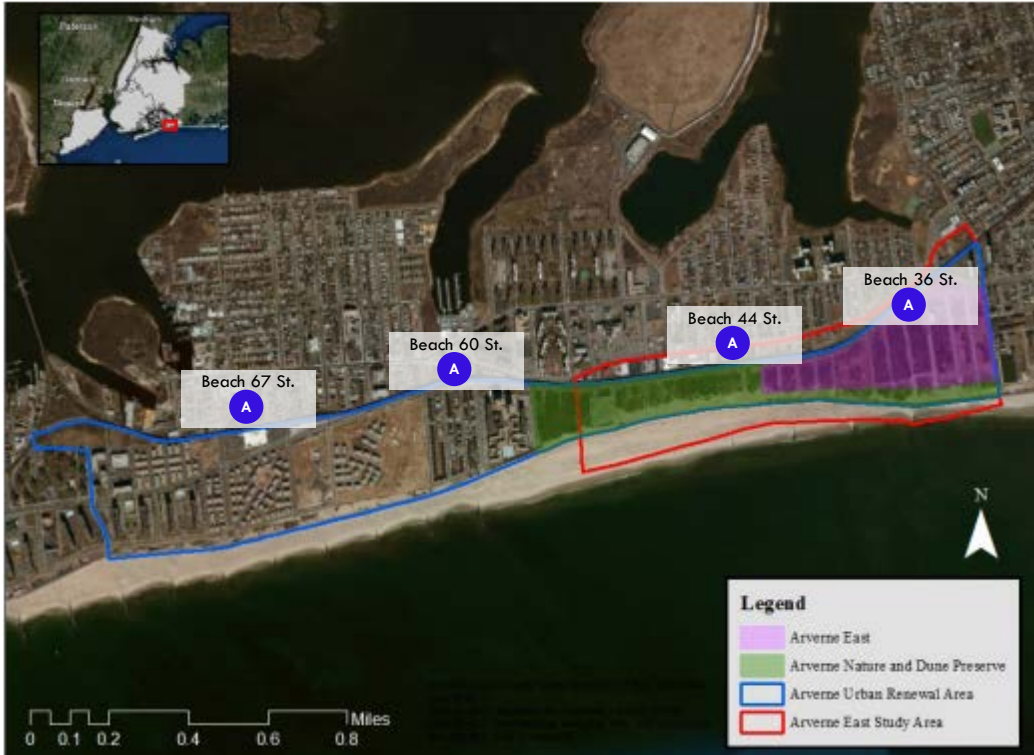 Paterson
Beach 36 St.
A
Beach 44 St.
A
Beach 60 St.
A
Beach 67 St.
A
N
Legend
Arverne East
Arverne Nature and Dune Preserve
Arverne Urban Renewal Area
Arverne East Study Area
Miles
0 0.1 0.2 0.4 0.6 0.8